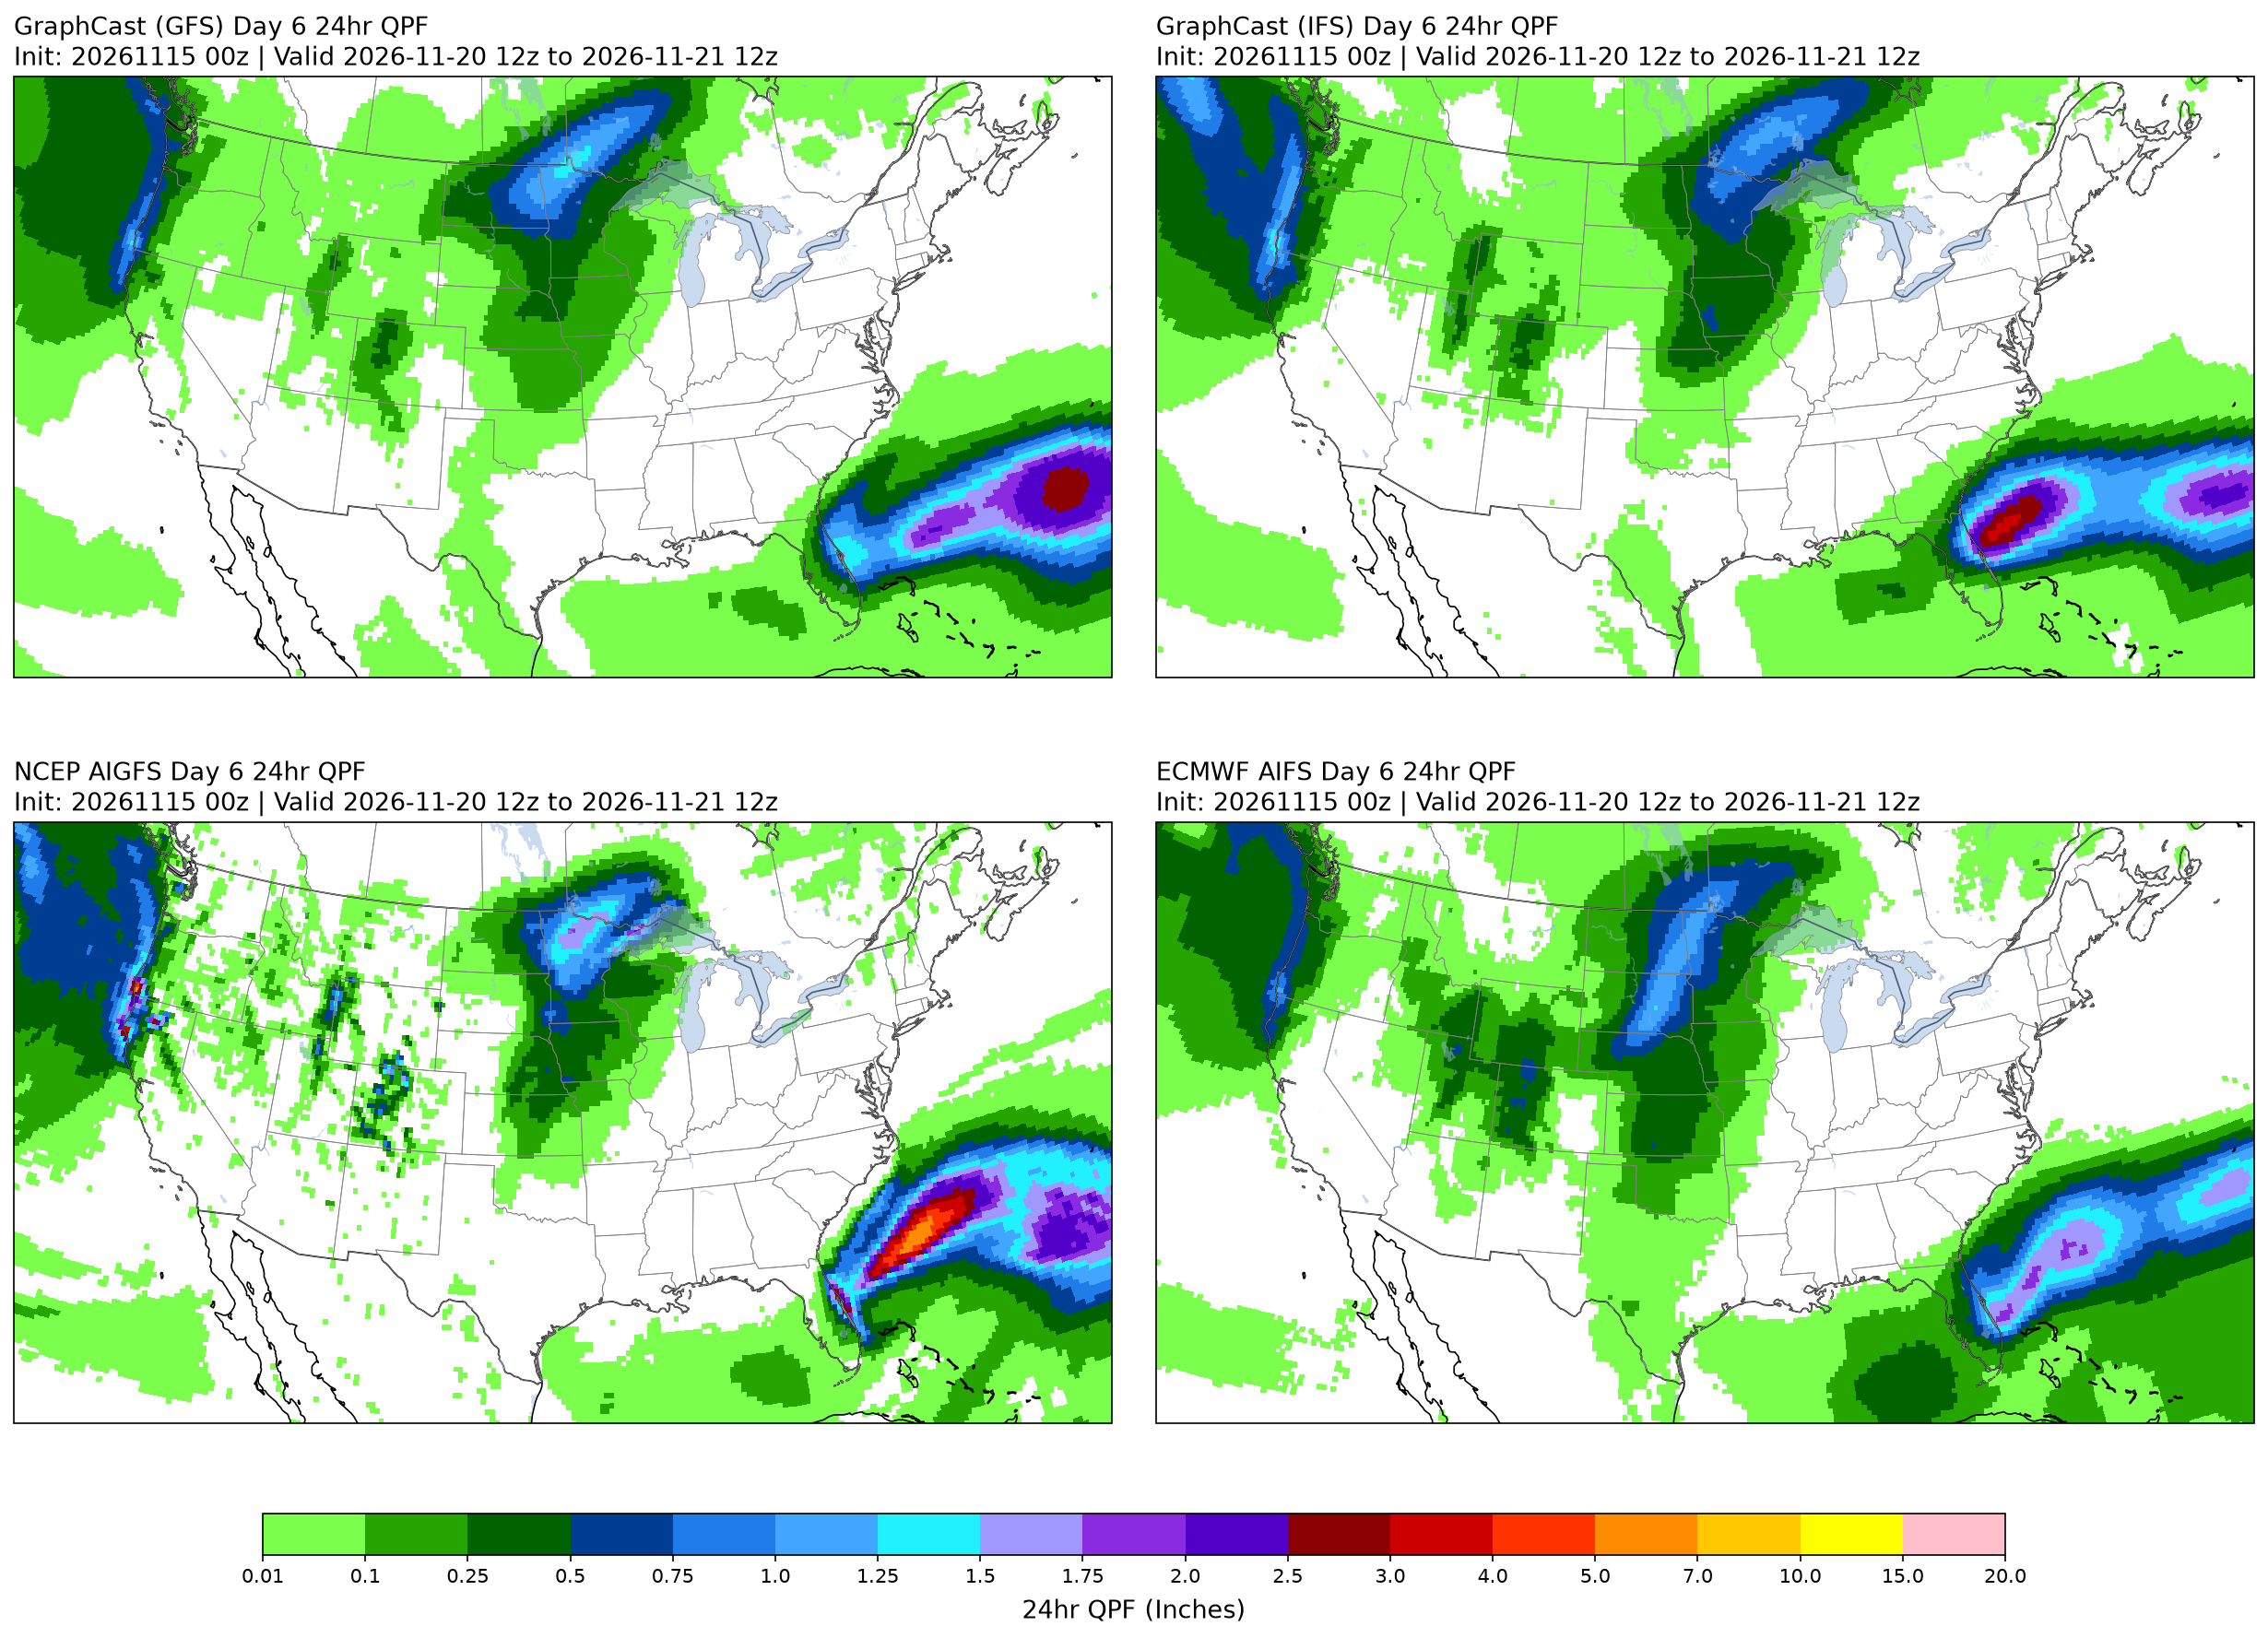 GraphCast (GFS) Day 6 24hr QPF
Init: 20261115 00z | Valid 2026-11-20 12z to 2026-11-21 12z
GraphCast (IFS) Day 6 24hr QPF
Init: 20261115 00z | Valid 2026-11-20 12z to 2026-11-21 12z
NCEP AIGFS Day 6 24hr QPF
Init: 20261115 00z | Valid 2026-11-20 12z to 2026-11-21 12z
ECMWF AIFS Day 6 24hr QPF
Init: 20261115 00z | Valid 2026-11-20 12z to 2026-11-21 12z
0.01 0.1 0.25 0.5 0.75 1.0 1.25 1.5 1.75 2.0 2.5 3.0 4.0 5.0 7.0 10.0 15.0 20.0
24hr QPF (Inches)